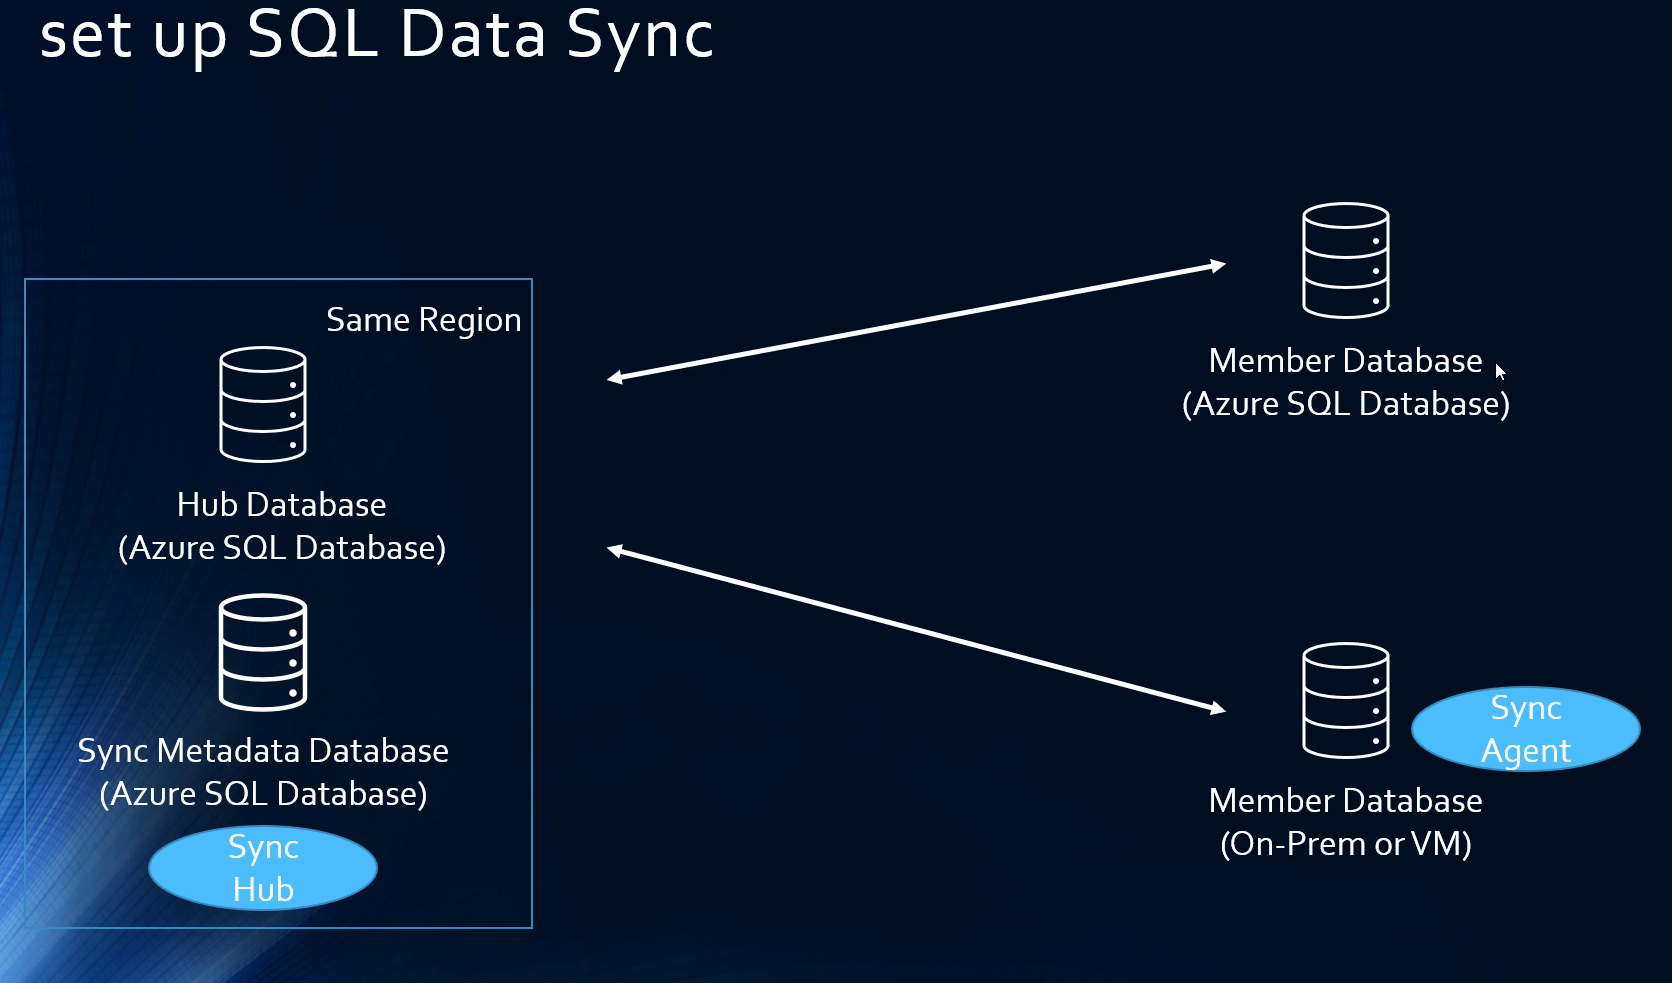 set up SQL Data Sync
Same Region
Hub Database
(Azure SQL Database)
Sync Metadata Database
(Azure SQL Database)
Sync
Hub
Member Database
(Azure SQL Database)
Sync
Agent
Member Database
(On-Prem or VM)